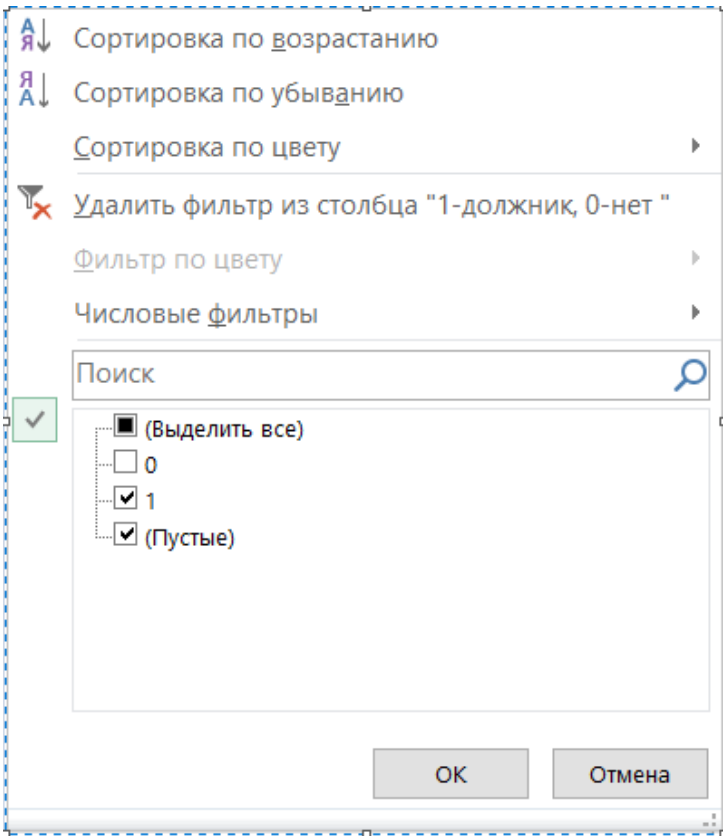 Сортировка по возрастанию
Сортировка по убыванию
Сортировка по цвету
Удалить фильтр из столбца "1-должник, 0-нет "
Фильтр по цвету
Числовые фильтры
Поиск
(Выделить все)
0
1
(Пустые)
ОК Отмена